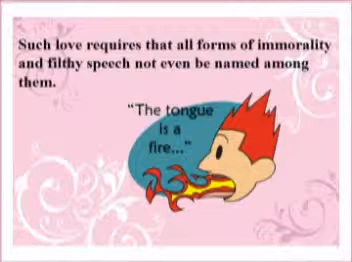 Such love requires that all forms of immorality
and filthy speech not even be named among
them.
“The tongue
is a
fire...”